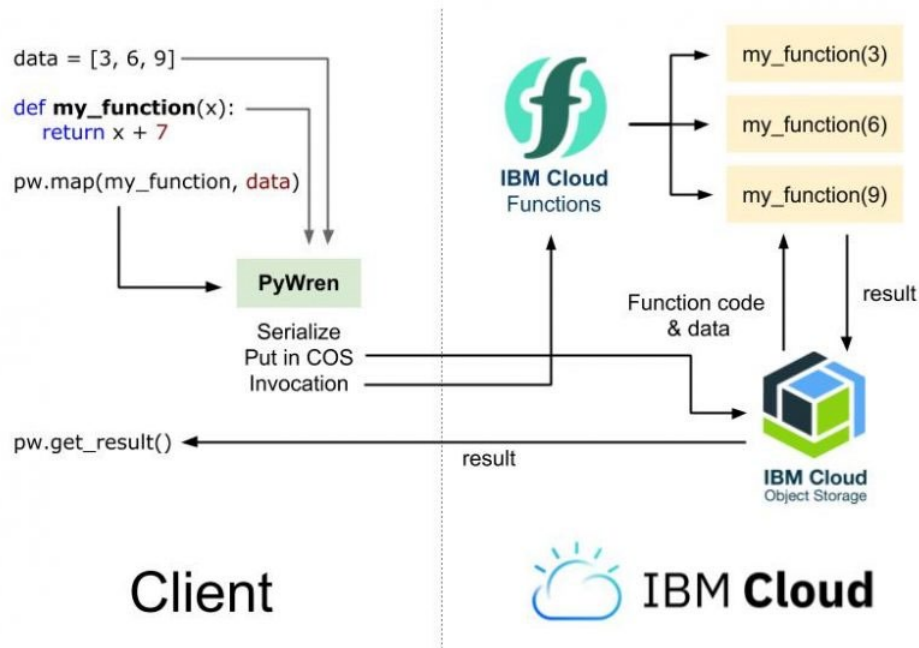 data = [3, 6, 9]
def my_function(x):
return x + 7
pw.map(my_function, data)
PyWren
Serialize
Put in COS
Invocation
pw.get_result()
Client
IBM Cloud
Functions
my_function(3)
my_function(6)
my_function(9)
Function code
& data
result
IBM Cloud
Object Storage
result
IBM Cloud